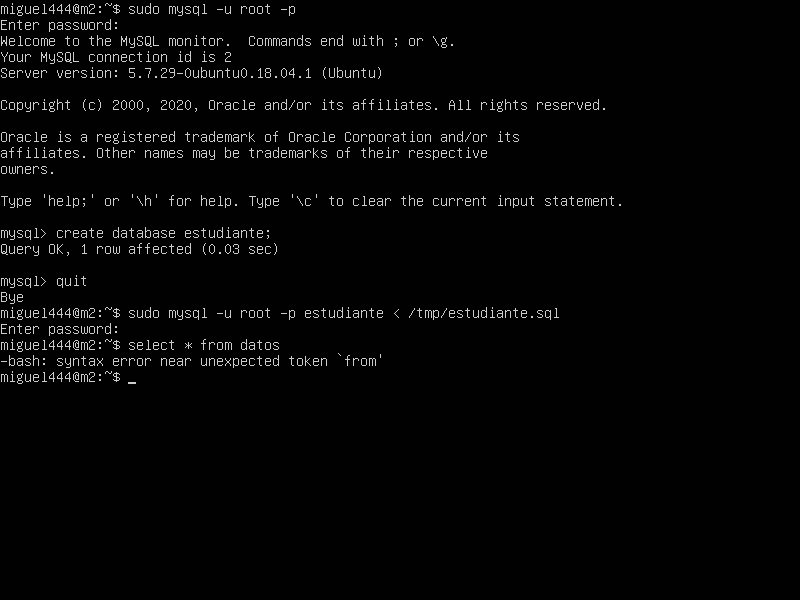 miguel444@m2:~$ sudo mysql -u root -p
Enter password:
Welcome to the MySQL monitor.  Commands end with ; or \g.
Your MySQL connection id is 2
Server version: 5.7.29-0ubuntu0.18.04.1 (Ubuntu)
Copyright (c) 2000, 2020, Oracle and/or its affiliates. All rights reserved.
Oracle is a registered trademark of Oracle Corporation and/or its
affiliates. Other names may be trademarks of their respective
owners.
Type 'help;' or '\h' for help. Type '\c' to clear the current input statement.
mysql> create database estudiante;
Query OK, 1 row affected (0.03 sec)
mysql> quit
Bye
miguel444@m2:~$ sudo mysql -u root -p estudiante < /tmp/estudiante.sql
Enter password:
miguel444@m2:~$ select * from datos
-bash: syntax error near unexpected token `from'
miguel444@m2:~$ _